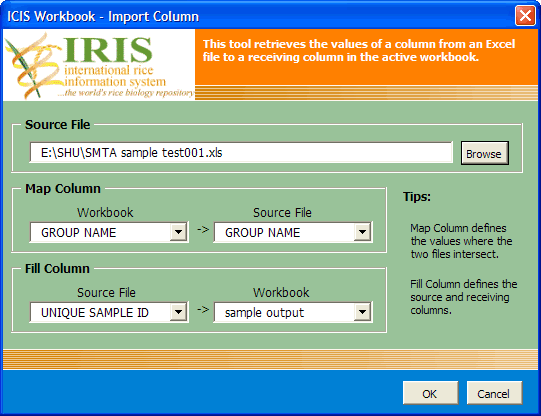 ICIS Workbook - Import Column
IRIS
international rice
information system
...the world's rice biology repository
This tool retrieves the values of a column from an Excel
file to a receiving column in the active workbook.
Source File
E:\SHU\SMTA sample test001.xls
Browse
Map Column
Workbook
Source File
GROUP NAME
->
GROUP NAME
Fill Column
Source File
Workbook
UNIQUE SAMPLE ID
->
sample output
Tips:
Map Column defines
the values where the
two files intersect.
Fill Column defines the
source and receiving
columns.
OK
Cancel